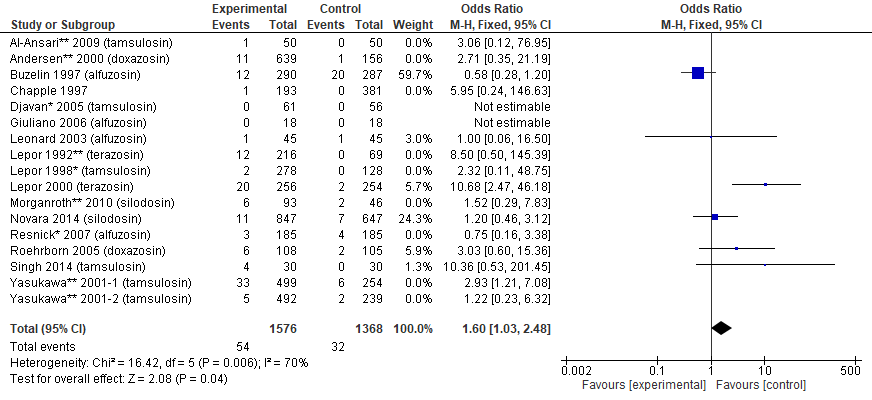 Experimental Control Odds Ratio Odds Ratio
Study or Subgroup Events Total Events Total Weight M-H, Fixed, 95% CI M-H, Fixed, 95% CI
Al-Ansari** 2009 (tamsulosin) 1 50 0 50 0.0% 3.06 [0.12, 76.95]
Andersen** 2000 (doxazosin) 11 639 1 156 0.0% 2.71 [0.35, 21.19]
Buzelin 1997 (alfuzosin) 12 290 20 287 59.7% 0.58 [0.28, 1.20]
Chapple 1997 1 193 0 381 0.0% 5.95 [0.24, 146.63]
Djavan* 2005 (tamsulosin) 0 61 0 56 Not estimable
Giuliano 2006 (alfuzosin) 0 18 0 18 Not estimable
Leonard 2003 (alfuzosin) 1 45 1 45 3.0% 1.00 [0.06, 16.50]
Lepor 1992** (terazosin) 12 216 0 69 0.0% 8.50 [0.50, 145.39]
Lepor 1998* (tamsulosin) 2 278 0 128 0.0% 2.32 [0.11, 48.75]
Lepor 2000 (terazosin) 20 256 2 254 5.7% 10.68 [2.47, 46.18]
Morganroth** 2010 (silodosin) 6 93 2 46 0.0% 1.52 [0.29, 7.83]
Novara 2014 (silodosin) 11 847 7 647 24.3% 1.20 [0.46, 3.12]
Resnick* 2007 (alfuzosin) 3 185 4 185 0.0% 0.75 [0.16, 3.38]
Roehrborn 2005 (doxazosin) 6 108 2 105 5.9% 3.03 [0.60, 15.36]
Singh 2014 (tamsulosin) 4 30 0 30 1.3% 10.36 [0.53, 201.45]
Yasukawa** 2001-1 (tamsulosin) 33 499 6 254 0.0% 2.93 [1.21, 7.08]
Yasukawa** 2001-2 (tamsulosin) 5 492 2 239 0.0% 1.22 [0.23, 6.32]
Total (95% CI) 1576 1368 100.0% 1.60 [1.03, 2.48]
Total events 54 32
Heterogeneity: Chi² = 16.42, df = 5 (P = 0.006); I² = 70%
Test for overall effect: Z = 2.08 (P = 0.04)
0.002 0.1 1 10 500
Favours [experimental] Favours [control]